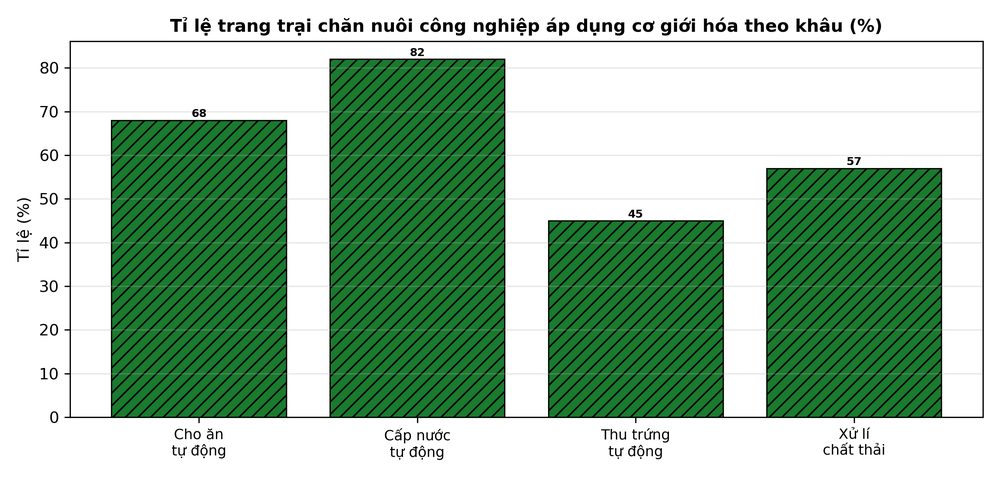 Tỉ lệ trang trại chăn nuôi công nghiệp áp dụng cơ giới hóa theo khâu (%)
Tỉ lệ (%)
80
70
60
50
40
30
20
10
0
68
82
45
57
Cho ăn
tự động
Cấp nước
tự động
Thu trứng
tự động
Xử lí
chất thải